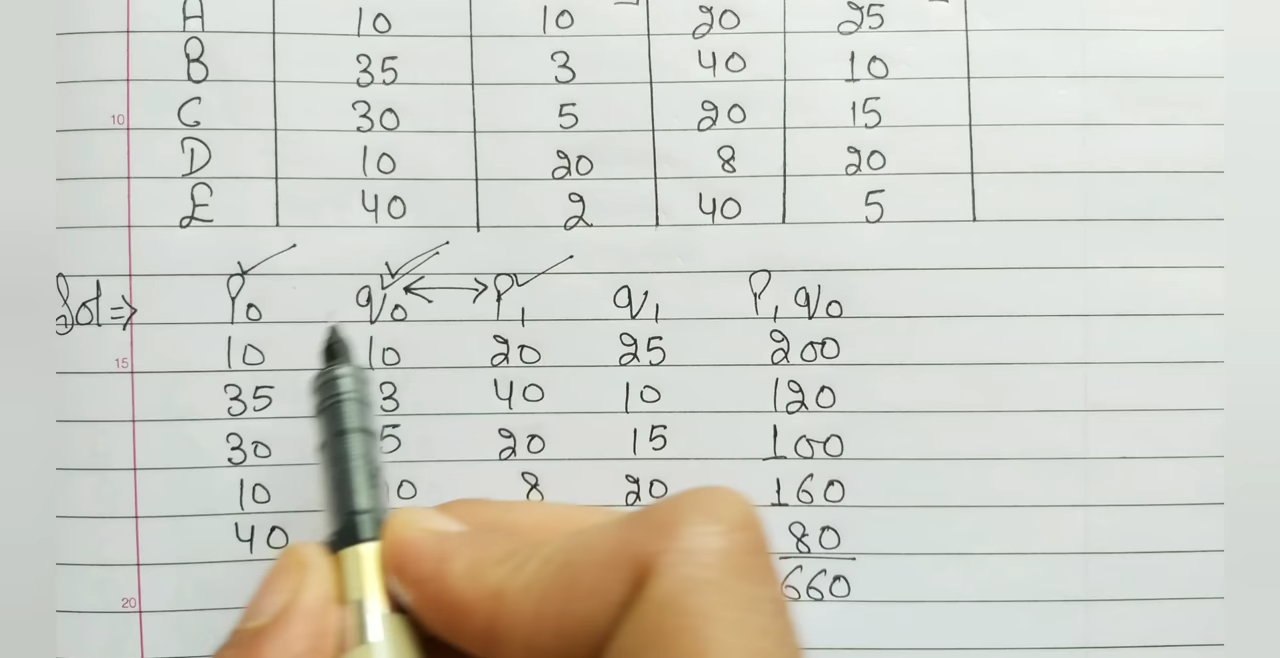 A 10 10 20 25
B 35 3 40 10
10 C 30 5 20 15
D 10 20 8 20
E 40 2 40 5
Sol⇒ P₀ q₀ ↔ P₁ q₁ P₁q₀
15 10 10 20 25 200
35 3 40 10 120
30 5 20 15 100
10 0 8 20 160
40 80
20 660